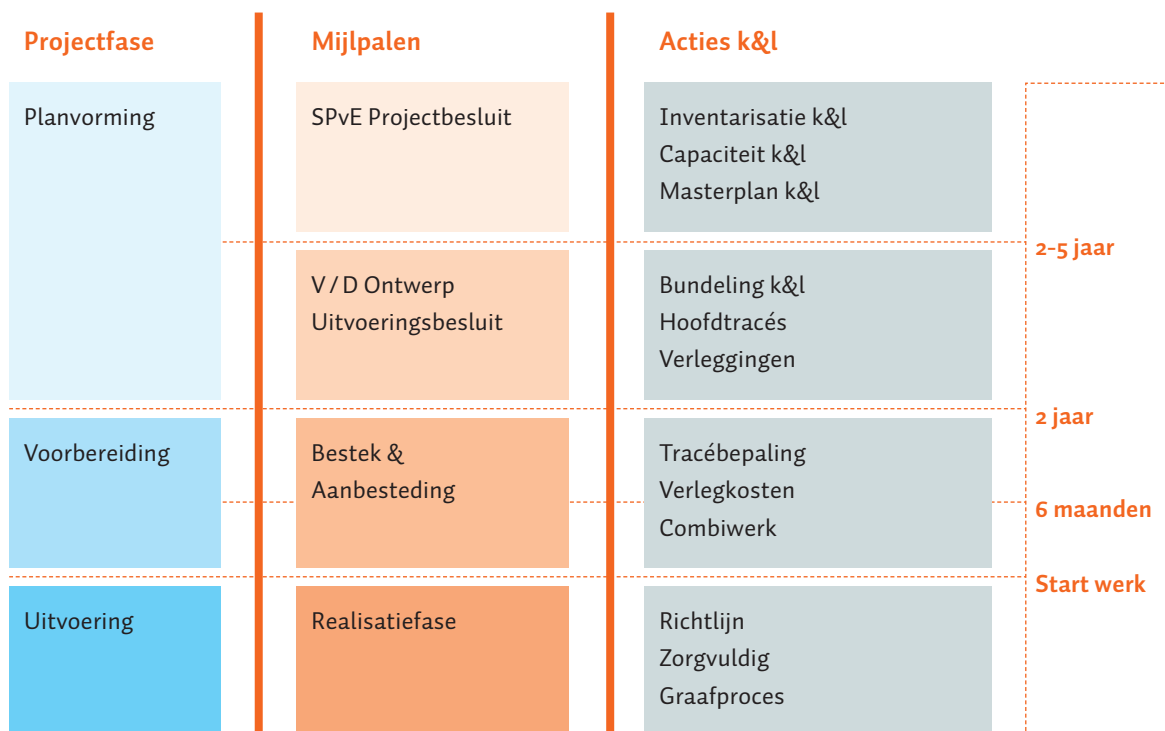 Projectfase
Mijlpalen
Acties k&l
Planvorming
SPvE Projectbesluit
Inventarisatie k&l
Capaciteit k&l
Masterplan k&l
2-5 jaar
V / D Ontwerp
Uitvoeringsbesluit
Bundeling k&l
Hoofdtracés
Verleggingen
2 jaar
Voorbereiding
Bestek &
Aanbesteding
Tracébepaling
Verlegkosten
Combiwerk
6 maanden
Start werk
Uitvoering
Realisatiefase
Richtlijn
Zorgvuldig
Graafproces